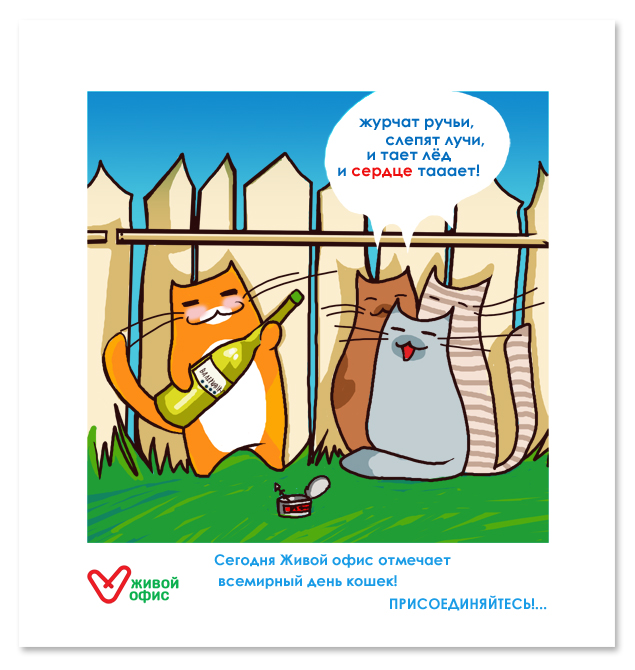 журчат ручьи,
слепят лучи,
и тает лёд
и сердце тааает!
Сегодня Живой офис отмечает
всемирный день кошек!
ПРИСОЕДИНЯЙТЕСЬ!...
живой
офис